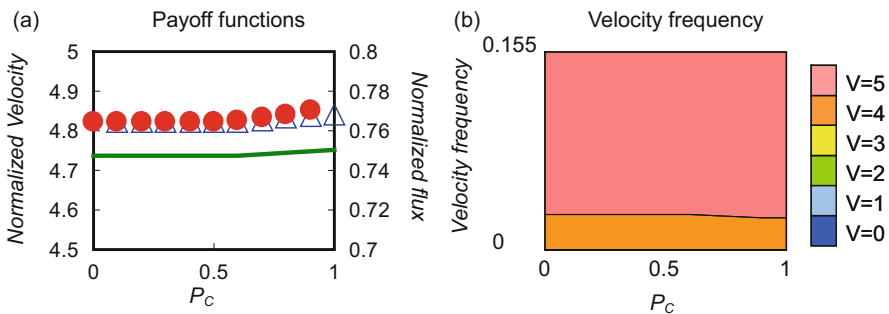 (a) Payoff functions
5
4.9
4.8
4.7
4.6
4.5
Normalized Velocity
0.8
0.78
0.76
0.74
0.72
0.7
Normalized flux
0 0.5 1
P_C
(b) Velocity frequency
0.155
0
Velocity frequency
0 0.5 1
P_C
V=5
V=4
V=3
V=2
V=1
V=0